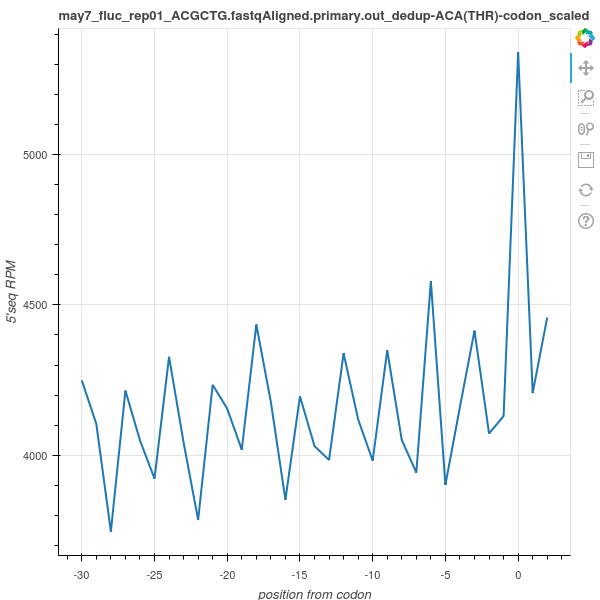 may7_fluc_rep01_ACGCTG.fastqAligned.primary.out_dedup-ACA(THR)-codon_scaled
5000
4500
4000
5'seq RPM
-30 -25 -20 -15 -10 -5 0
position from codon